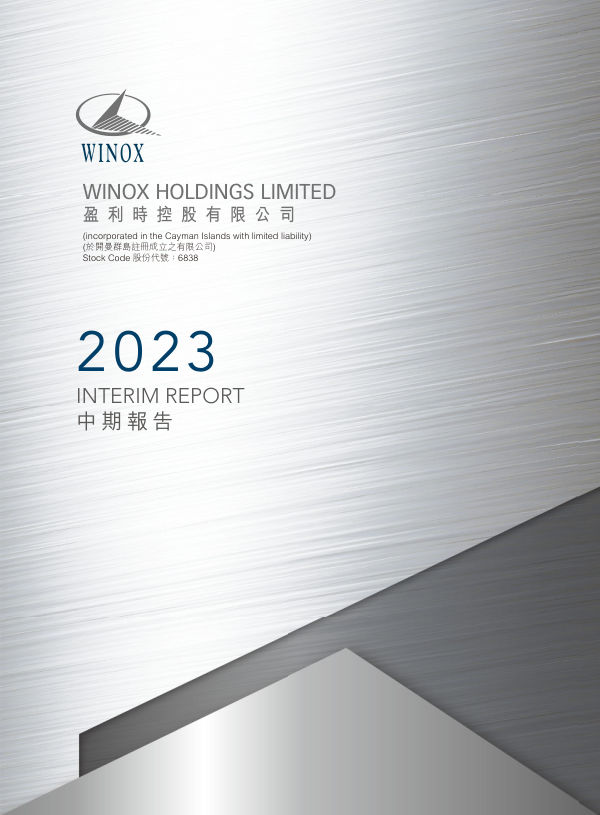 WINOX
WINOX HOLDINGS LIMITED
盈利時控股有限公司
(incorporated in the Cayman Islands with limited liability)
(於開曼群島註冊成立之有限公司)
Stock Code 股份代號：6838
2023
INTERIM REPORT
中期報告